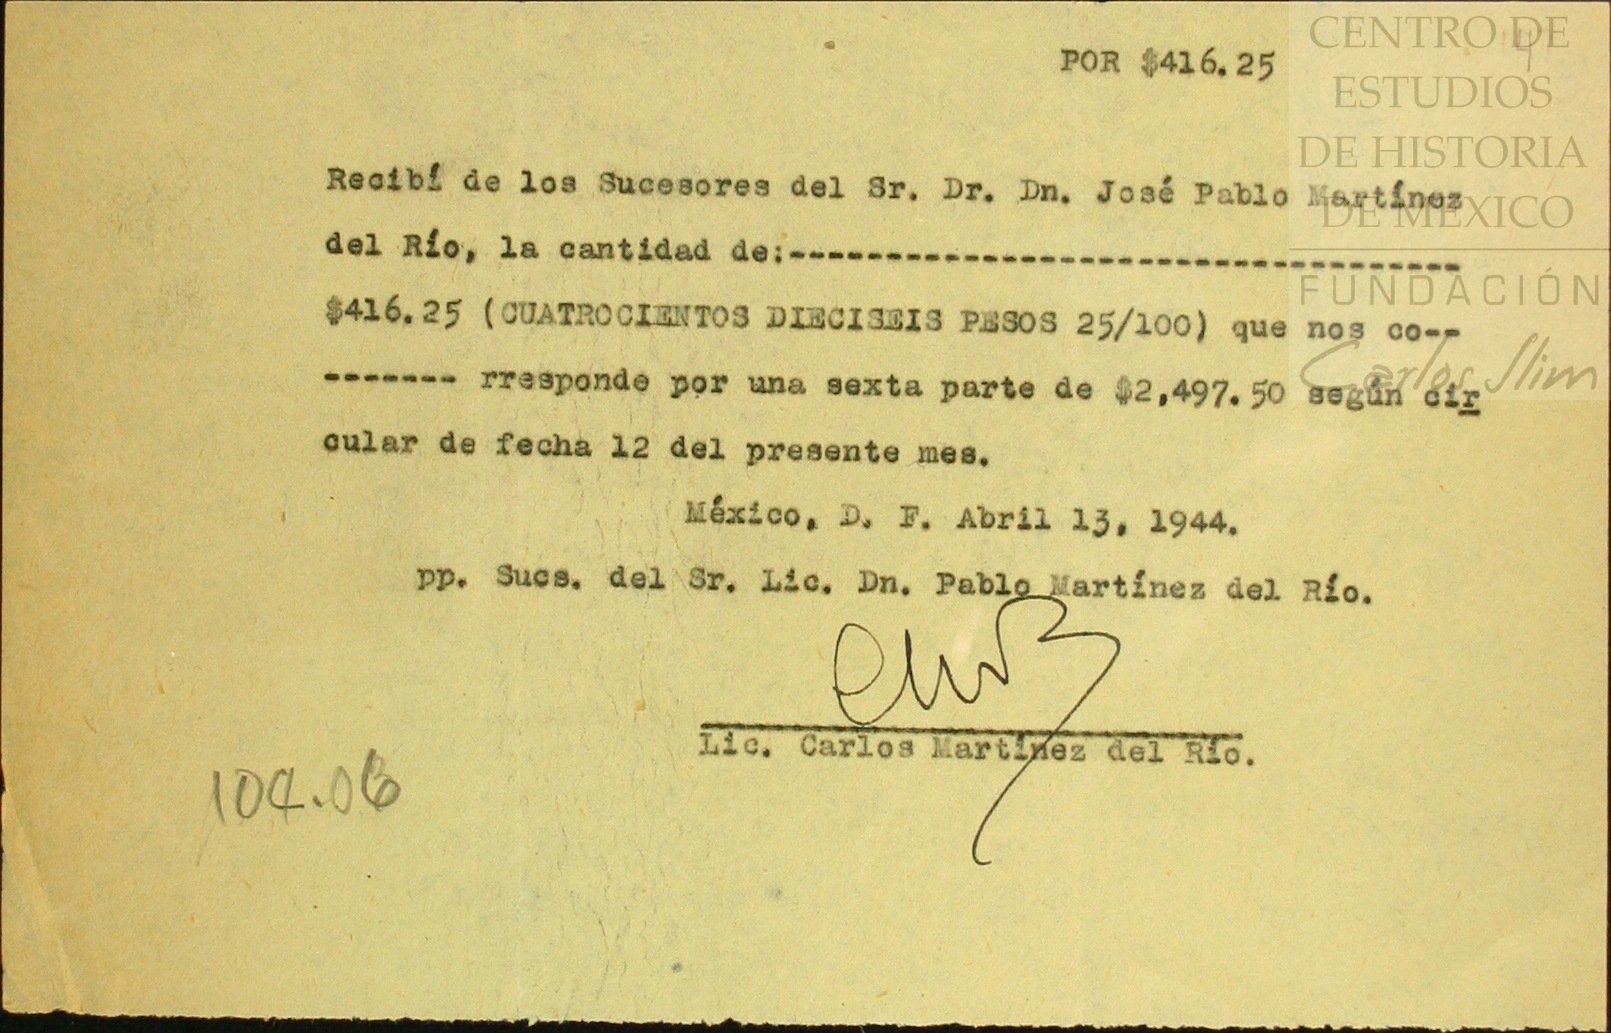 POR $416.25
Recibí de los Sucesores del Sr. Dr. Dn. José Pablo Martínez
del Río, la cantidad de:-----------------------------------
$416.25 (CUATROCIENTOS DIECISEIS PESOS 25/100) que nos co--
------- rresponde por una sexta parte de $2,497.50 según cir
cular de fecha 12 del presente mes.
México, D. F. Abril 13, 1944.
pp. Sucs. del Sr. Lic. Dn. Pablo Martínez del Río.
Lic. Carlos Martínez del Río.
CENTRO DE
ESTUDIOS
DE HISTORIA
DE MÉXICO
FUNDACIÓN
Carlos Slim